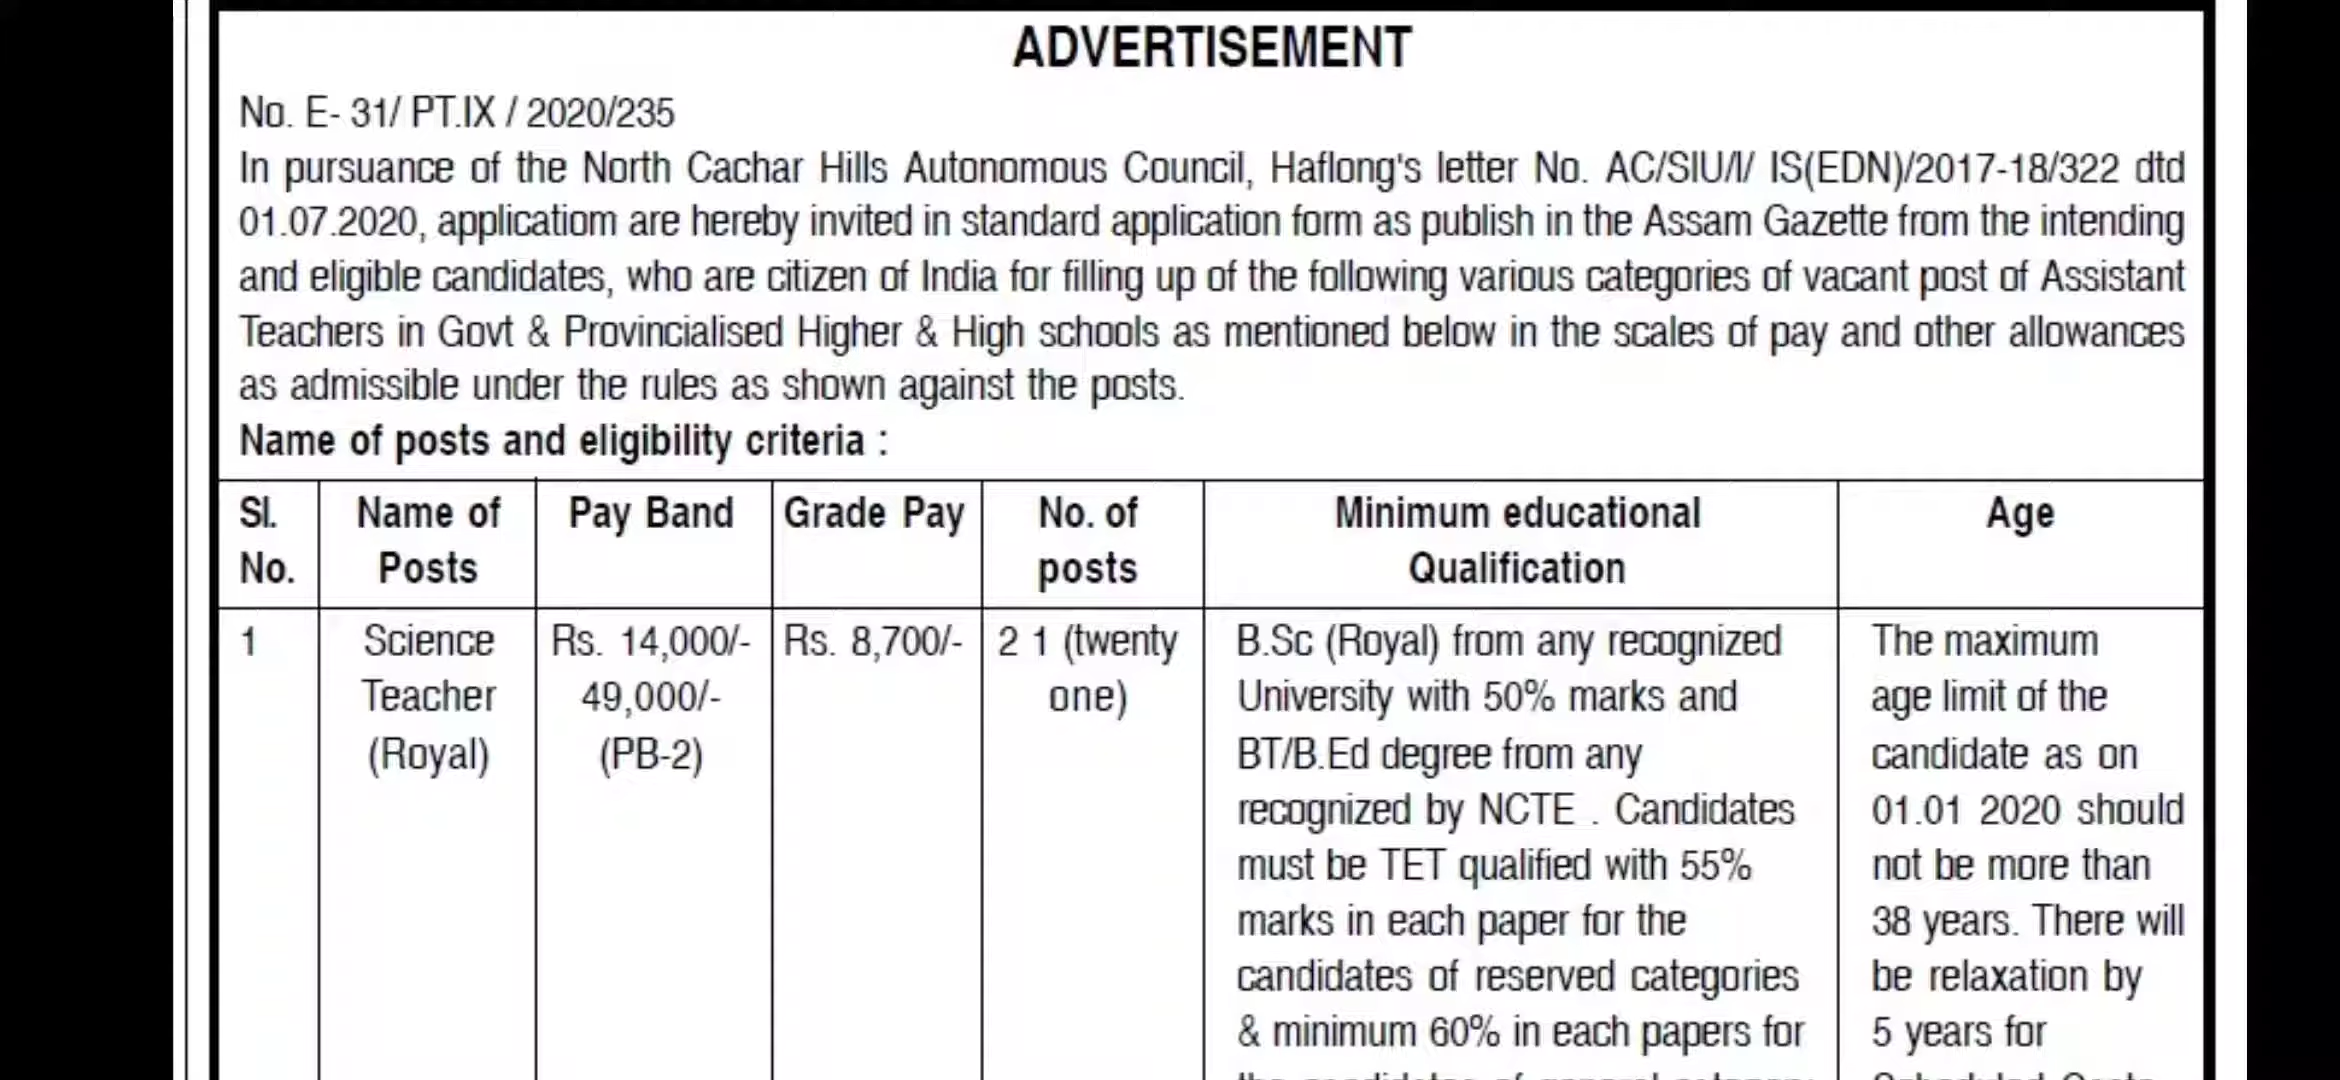 ADVERTISEMENT
No. E- 31/ PT.IX / 2020/235
In pursuance of the North Cachar Hills Autonomous Council, Haflong's letter No. AC/SIU/I/ IS(EDN)/2017-18/322 dtd
01.07.2020, applicatiom are hereby invited in standard application form as publish in the Assam Gazette from the intending
and eligible candidates, who are citizen of India for filling up of the following various categories of vacant post of Assistant
Teachers in Govt & Provincialised Higher & High schools as mentioned below in the scales of pay and other allowances
as admissible under the rules as shown against the posts.
Name of posts and eligibility criteria :
Sl.
No.
Name of
Posts
Pay Band
Grade Pay
No. of
posts
Minimum educational
Qualification
Age
1
Science
Teacher
(Royal)
Rs. 14,000/-
49,000/-
(PB-2)
Rs. 8,700/-
2 1 (twenty
one)
B.Sc (Royal) from any recognized
University with 50% marks and
BT/B.Ed degree from any
recognized by NCTE . Candidates
must be TET qualified with 55%
marks in each paper for the
candidates of reserved categories
& minimum 60% in each papers for
The maximum
age limit of the
candidate as on
01.01 2020 should
not be more than
38 years. There will
be relaxation by
5 years for